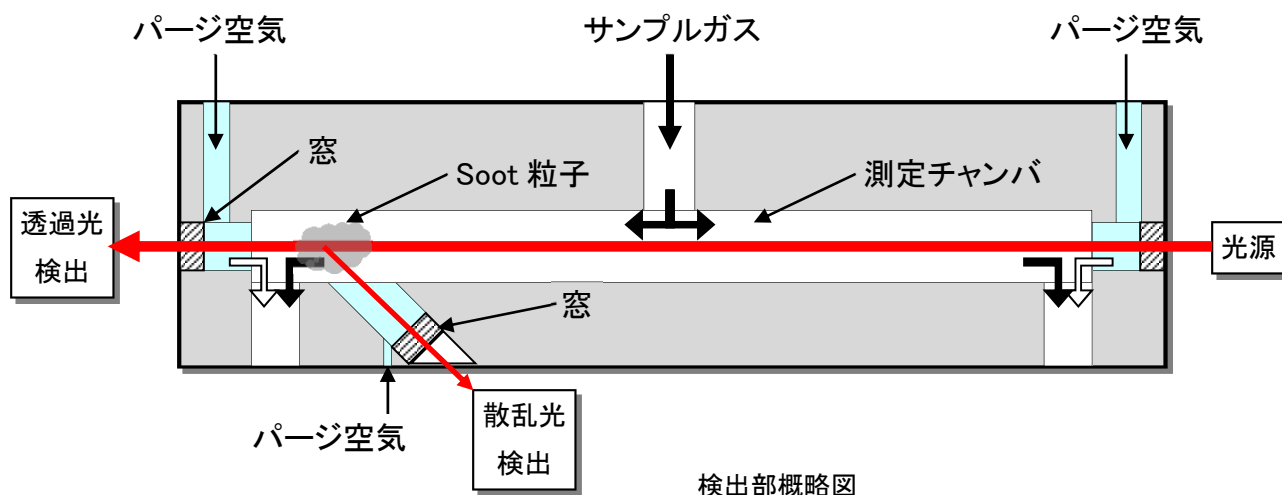 パージ空気
サンプルガス
パージ空気
窓
Soot 粒子
測定チャンバ
透過光
検出
光源
窓
散乱光
検出
パージ空気
検出部概略図